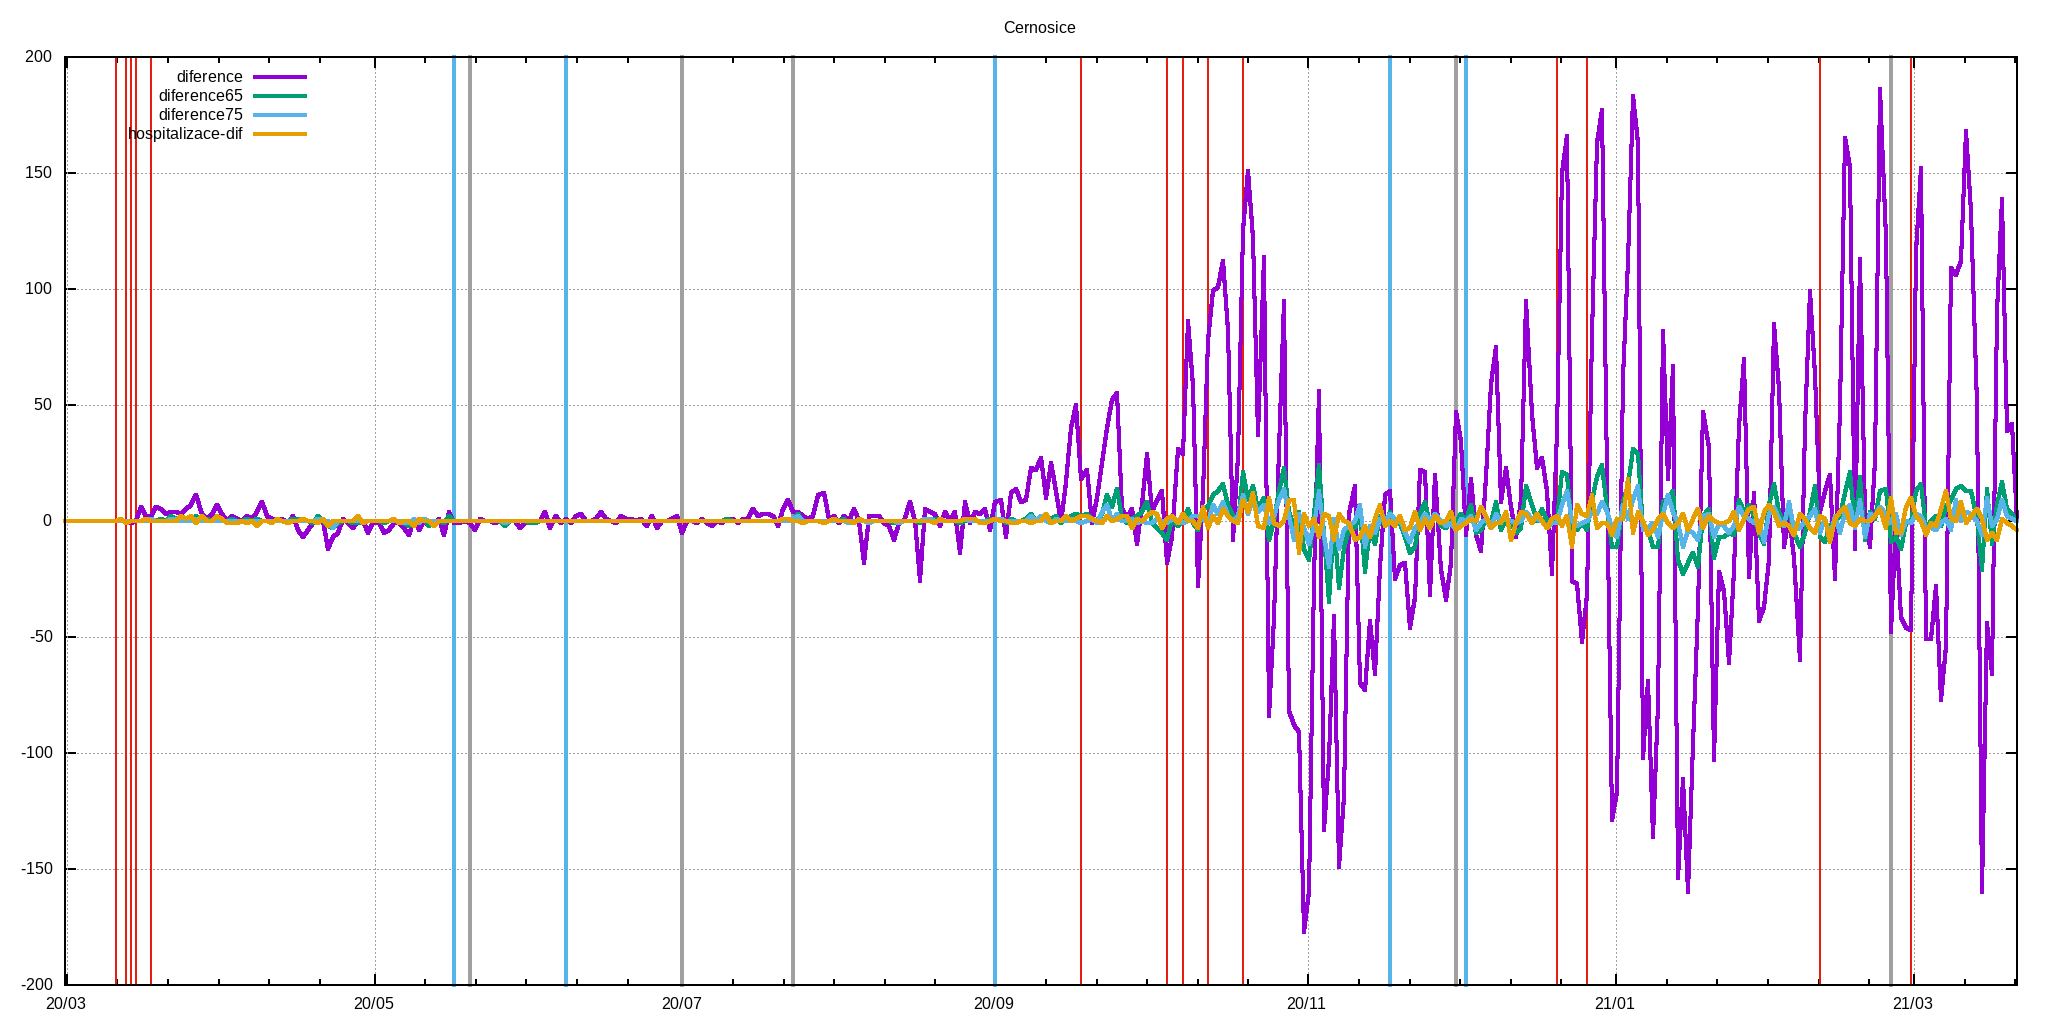 Cernosice
200
150
100
50
0
-50
-100
-150
-200
diference
diference65
diference75
hospitalizace-dif
20/03 20/05 20/07 20/09 20/11 21/01 21/03